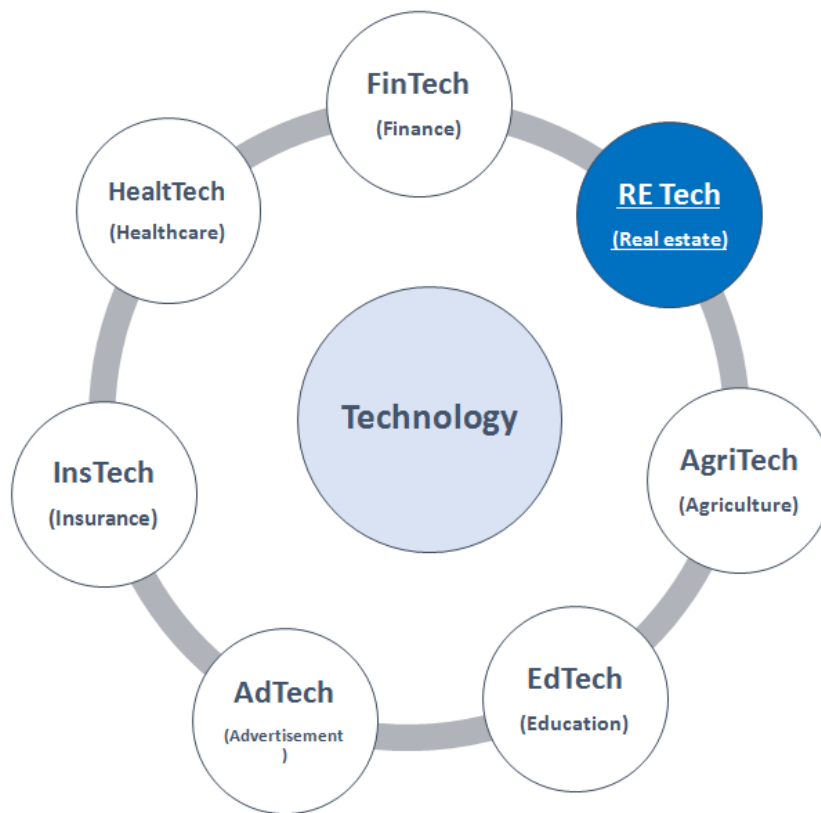 FinTech
(Finance)
HealtTech
(Healthcare)
RE Tech
(Real estate)
Technology
InsTech
(Insurance)
AgriTech
(Agriculture)
AdTech
(Advertisement
)
EdTech
(Education)